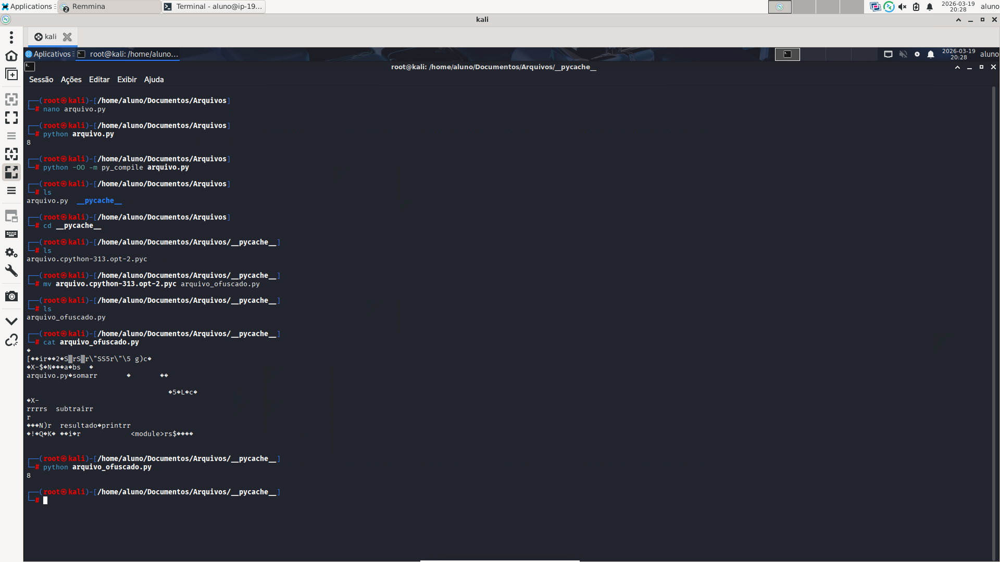 Applications
2 Remmina
Terminal - aluno@ip-19...
2026-03-19
20:28
aluno
kali
kali
Aplicativos
root@kali: /home/aluno...
2026-03-19
20:28
aluno
root@kali: /home/aluno/Documentos/Arquivos/__pycache__
Sessão Ações Editar Exibir Ajuda
┌──(root㉿kali)-[/home/aluno/Documentos/Arquivos]
└─# nano arquivo.py
┌──(root㉿kali)-[/home/aluno/Documentos/Arquivos]
└─# python arquivo.py
8
┌──(root㉿kali)-[/home/aluno/Documentos/Arquivos]
└─# python -OO -m py_compile arquivo.py
┌──(root㉿kali)-[/home/aluno/Documentos/Arquivos]
└─# ls
arquivo.py  __pycache__
┌──(root㉿kali)-[/home/aluno/Documentos/Arquivos]
└─# cd __pycache__
┌──(root㉿kali)-[/home/aluno/Documentos/Arquivos/__pycache__]
└─# ls
arquivo.cpython-313.opt-2.pyc
┌──(root㉿kali)-[/home/aluno/Documentos/Arquivos/__pycache__]
└─# mv arquivo.cpython-313.opt-2.pyc arquivo_ofuscado.py
┌──(root㉿kali)-[/home/aluno/Documentos/Arquivos/__pycache__]
└─# ls
arquivo_ofuscado.py
┌──(root㉿kali)-[/home/aluno/Documentos/Arquivos/__pycache__]
└─# cat arquivo_ofuscado.py
�
[��ir��2�S▒rS▒r\"SS5r\"\5 g)c�
�X-$�N���a�bs  �
arquivo.py�somarr       �       ��
�5�L�c�
�X-
rrrrs  subtrairr
r
���N)r  resultado�printrr
�!�Q�K� ��i�r            <module>rs$����
┌──(root㉿kali)-[/home/aluno/Documentos/Arquivos/__pycache__]
└─# python arquivo_ofuscado.py
8
┌──(root㉿kali)-[/home/aluno/Documentos/Arquivos/__pycache__]
└─#